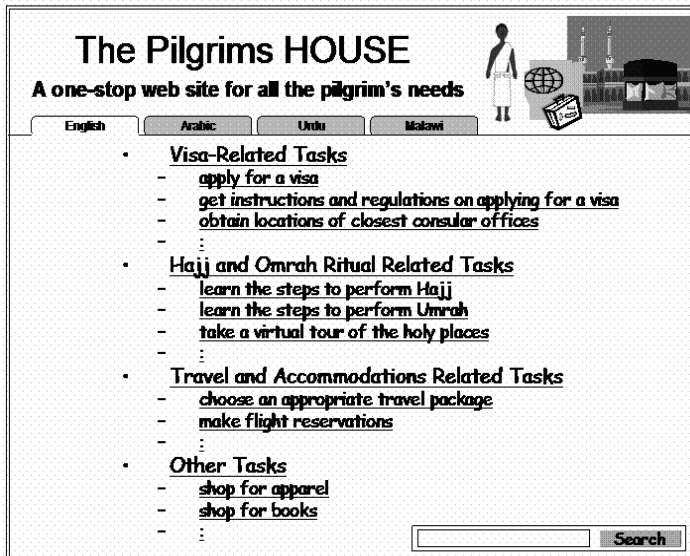 The Pilgrims HOUSE
A one-stop web site for all the pilgrim's needs
English Arabic Urdu Malawi
• Visa-Related Tasks
– apply for a visa
– get instructions and regulations on applying for a visa
– obtain locations of closest consular offices
– :
• Hajj and Omrah Ritual Related Tasks
– learn the steps to perform Hajj
– learn the steps to perform Umrah
– take a virtual tour of the holy places
– :
• Travel and Accommodations Related Tasks
– choose an appropriate travel package
– make flight reservations
– :
• Other Tasks
– shop for apparel
– shop for books
– :
Search